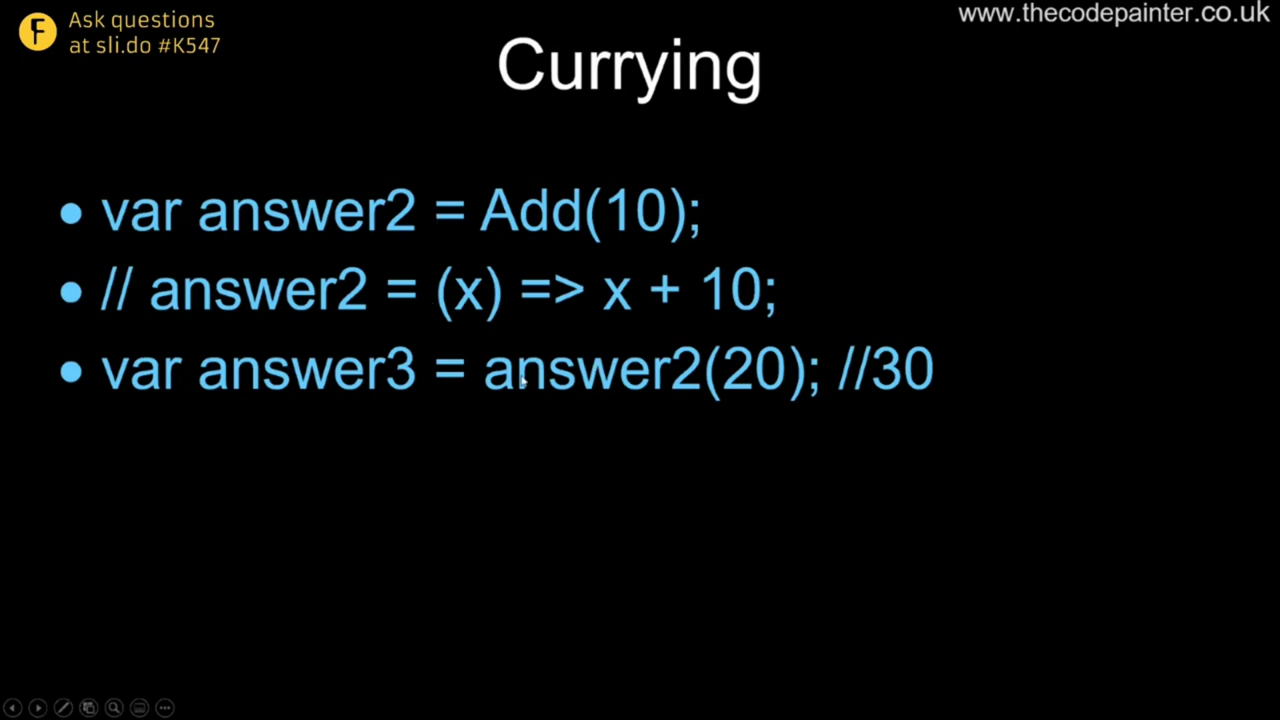 Ask questions
at sli.do #K547
www.thecodepainter.co.uk
Currying
• var answer2 = Add(10);
• // answer2 = (x) => x + 10;
• var answer3 = answer2(20); //30